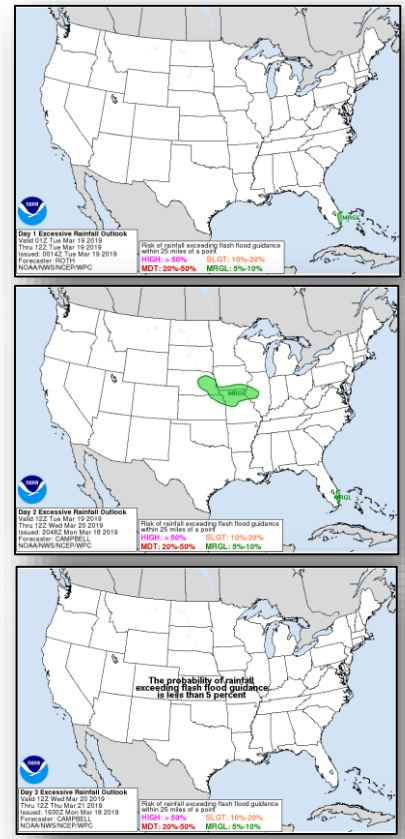 MRGL
NOAA
Day 1 Excessive Rainfall Outlook
Valid 01Z Tue Mar 19 2019
Thru 12Z Tue Mar 19 2019
Issued: 0014Z Tue Mar 19 2019
Forecaster: ROTH
NOAA/NWS/NCEP/WPC
Risk of rainfall exceeding flash flood guidance
within 25 miles of a point
HIGH: > 50% SLGT: 10%-20%
MDT: 20%-50% MRGL: 5%-10%
MRGL
MRGL
NOAA
Day 2 Excessive Rainfall Outlook
Valid 12Z Tue Mar 19 2019
Thru 12Z Wed Mar 20 2019
Issued: 2048Z Mon Mar 18 2019
Forecaster: CAMPBELL
NOAA/NWS/NCEP/WPC
Risk of rainfall exceeding flash flood guidance
within 25 miles of a point
HIGH: > 50% SLGT: 10%-20%
MDT: 20%-50% MRGL: 5%-10%
The probability of rainfall
exceeding flash flood guidance
is less than 5 percent
NOAA
Day 3 Excessive Rainfall Outlook
Valid 12Z Wed Mar 20 2019
Thru 12Z Thu Mar 21 2019
Issued: 1930Z Mon Mar 18 2019
Forecaster: CAMPBELL
NOAA/NWS/NCEP/WPC
Risk of rainfall exceeding flash flood guidance
within 25 miles of a point
HIGH: > 50% SLGT: 10%-20%
MDT: 20%-50% MRGL: 5%-10%